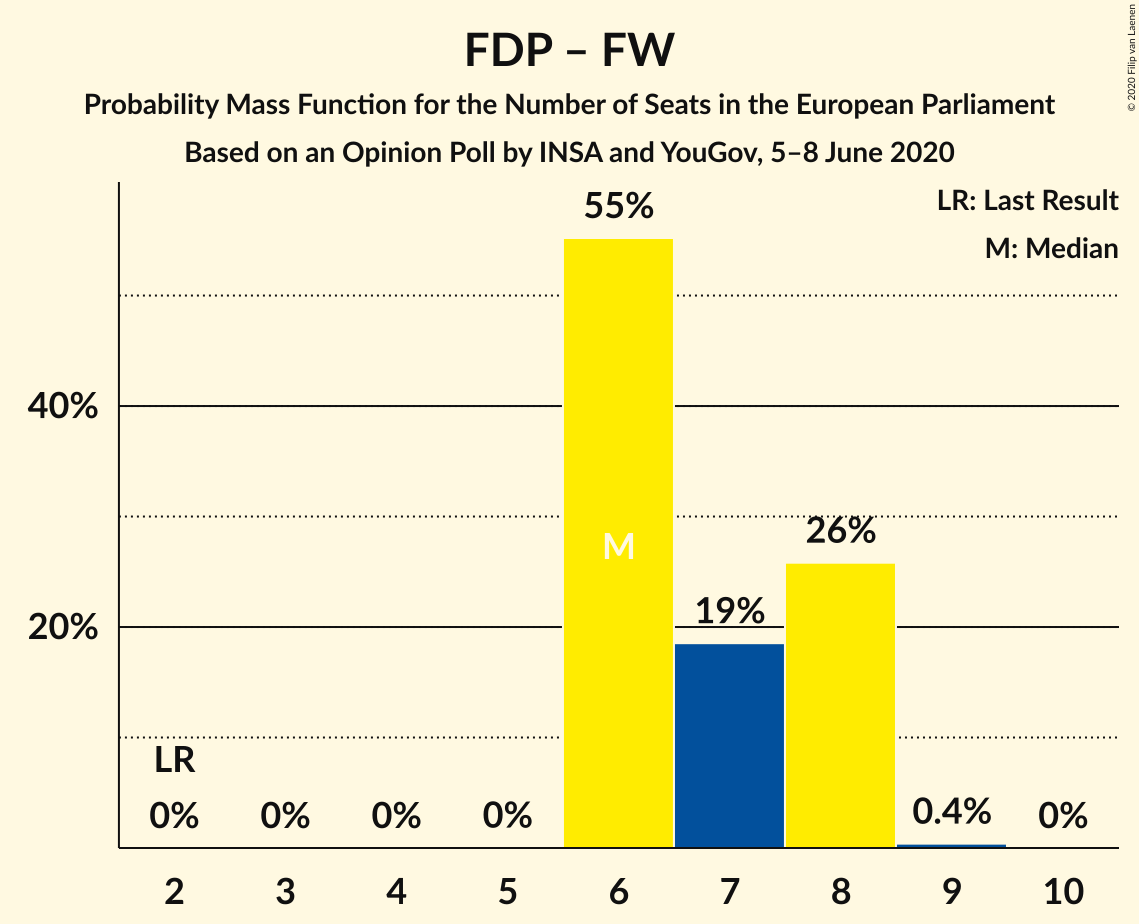 FDP – FW
Probability Mass Function for the Number of Seats in the European Parliament
Based on an Opinion Poll by INSA and YouGov, 5–8 June 2020
© 2020 Filip van Laenen
LR: Last Result
M: Median
55%
40%
M
26%
20%
19%
LR
0% 0% 0% 0% 0.4% 0%
2 3 4 5 6 7 8 9 10